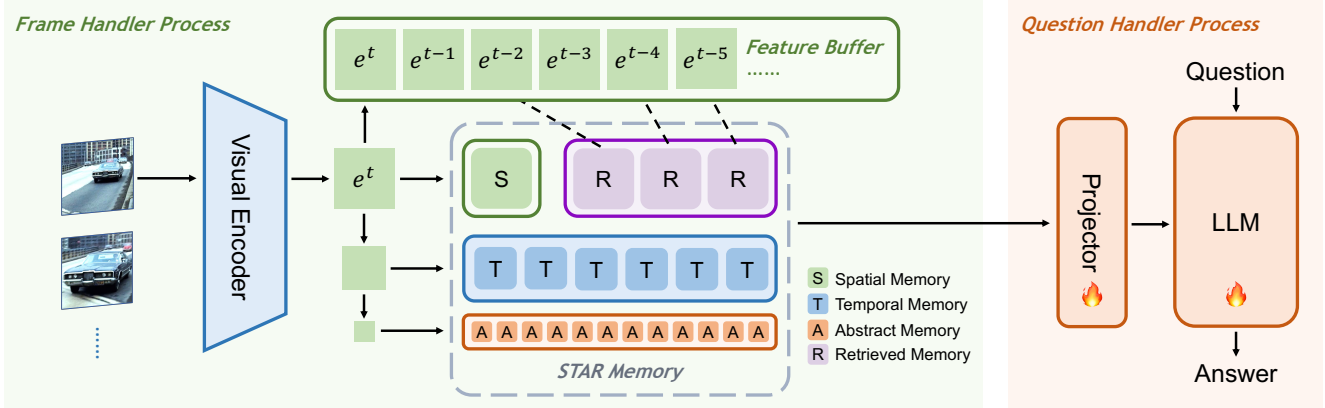 Frame Handler Process
Question Handler Process
e^t e^{t−1} e^{t−2} e^{t−3} e^{t−4} e^{t−5}
Feature Buffer
......
Visual Encoder
e^t
S
R R R
T T T T T T
A A A A A A A A A A A A
STAR Memory
S Spatial Memory
T Temporal Memory
A Abstract Memory
R Retrieved Memory
Projector
Question
LLM
Answer